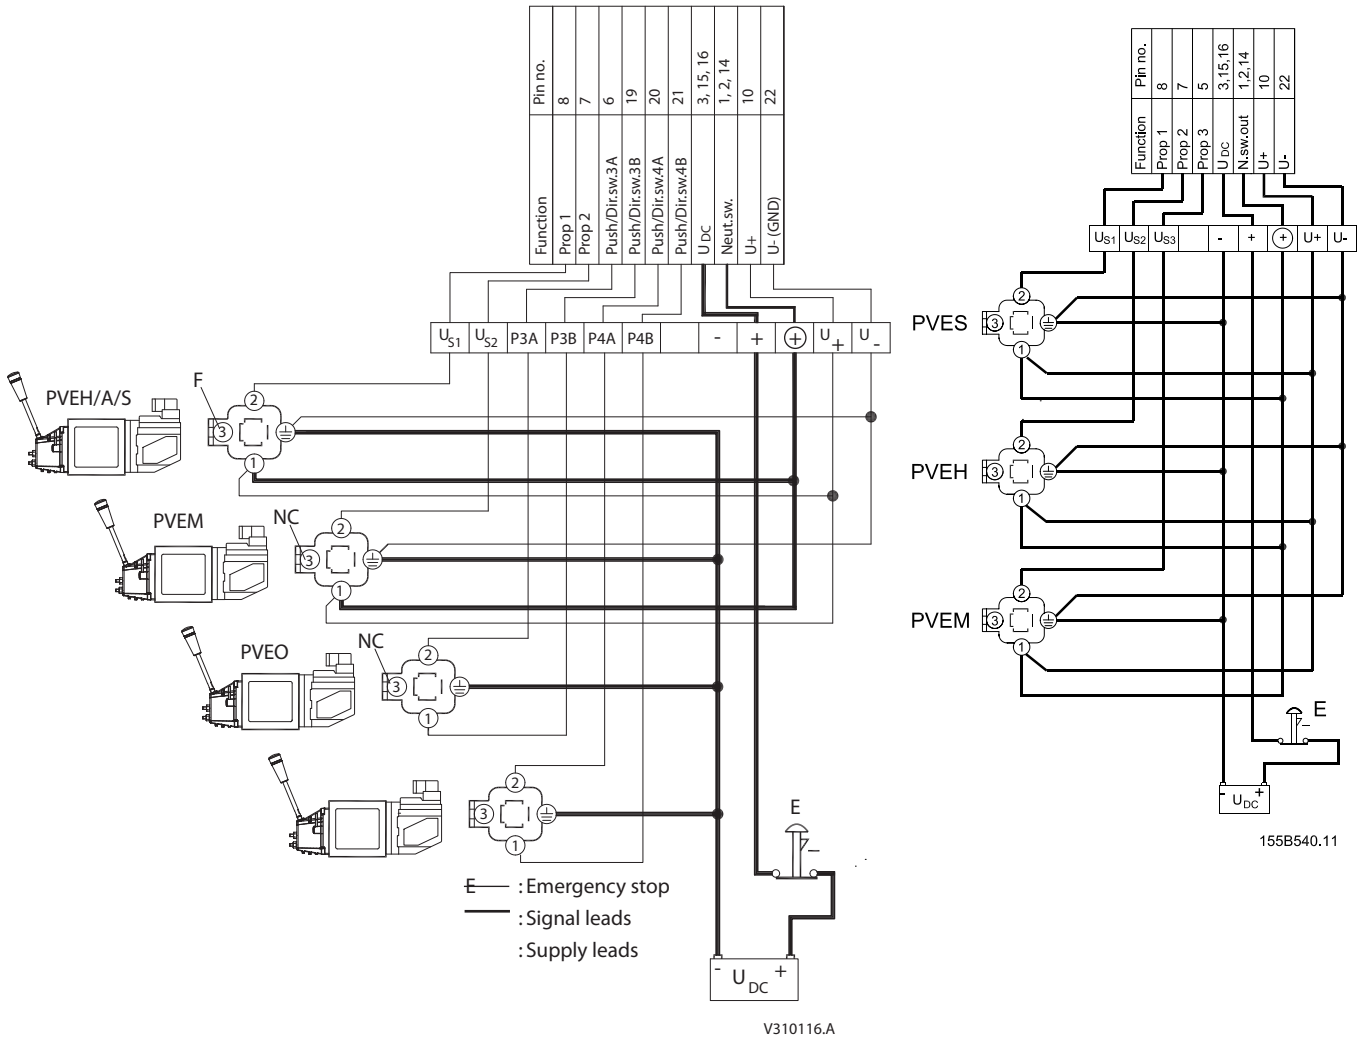 Function Pin no.
Prop 1 8
Prop 2 7
Push/Dir.sw.3A 6
Push/Dir.sw.3B 19
Push/Dir.sw.4A 20
Push/Dir.sw.4B 21
UDC 3, 15, 16
Neut.sw. 1, 2, 14
U+ 10
U- (GND) 22
US1 US2 P3A P3B P4A P4B - + + U+ U-
PVEH/A/S
F
2
3
1
PVEM
NC
2
3
1
PVEO
NC
2
3
1
2
3
1
E
E : Emergency stop
: Signal leads
: Supply leads
- UDC +
V310116.A
Function Pin no.
Prop 1 8
Prop 2 7
Prop 3 5
UDC 3,15,16
N.sw.out 1,2,14
U+ 10
U- 22
US1 US2 US3 - + + U+ U-
PVES
2
3
1
PVEH
2
3
1
PVEM
2
3
1
E
- UDC +
155B540.11